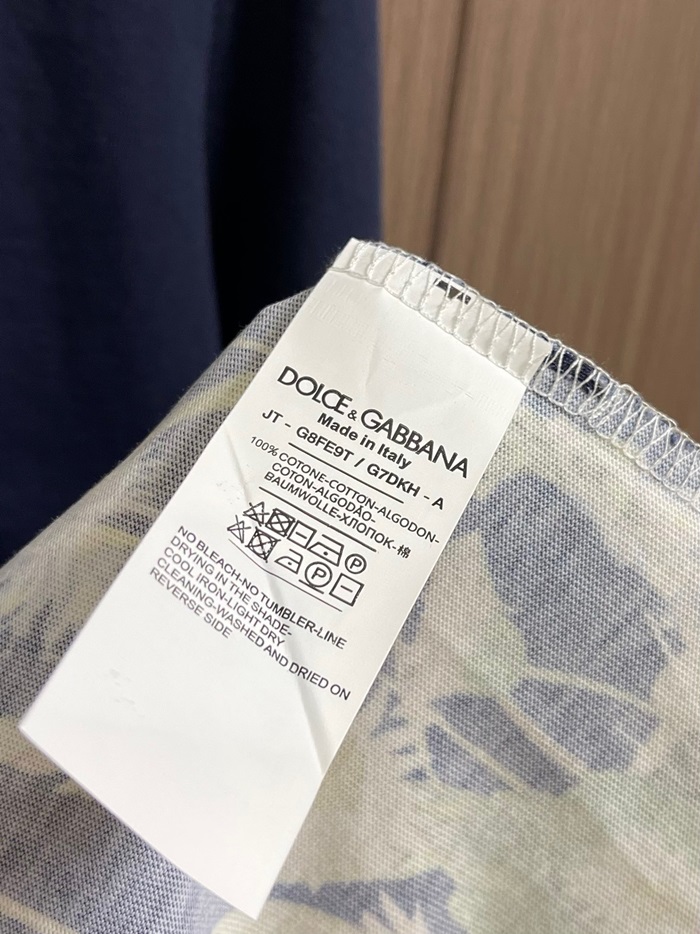 DOLCE & GABBANA
Made in Italy
JT - G8FE9T / G7DKH - A
100% COTONE-COTTON-ALGODON-
COTON-ALGODÃO-
BAUMWOLLE-ХЛОПОК-棉
NO BLEACH-NO TUMBLER-LINE
DRYING IN THE SHADE-
COOL IRON-LIGHT DRY
CLEANING-WASHED AND DRIED ON
REVERSE SIDE